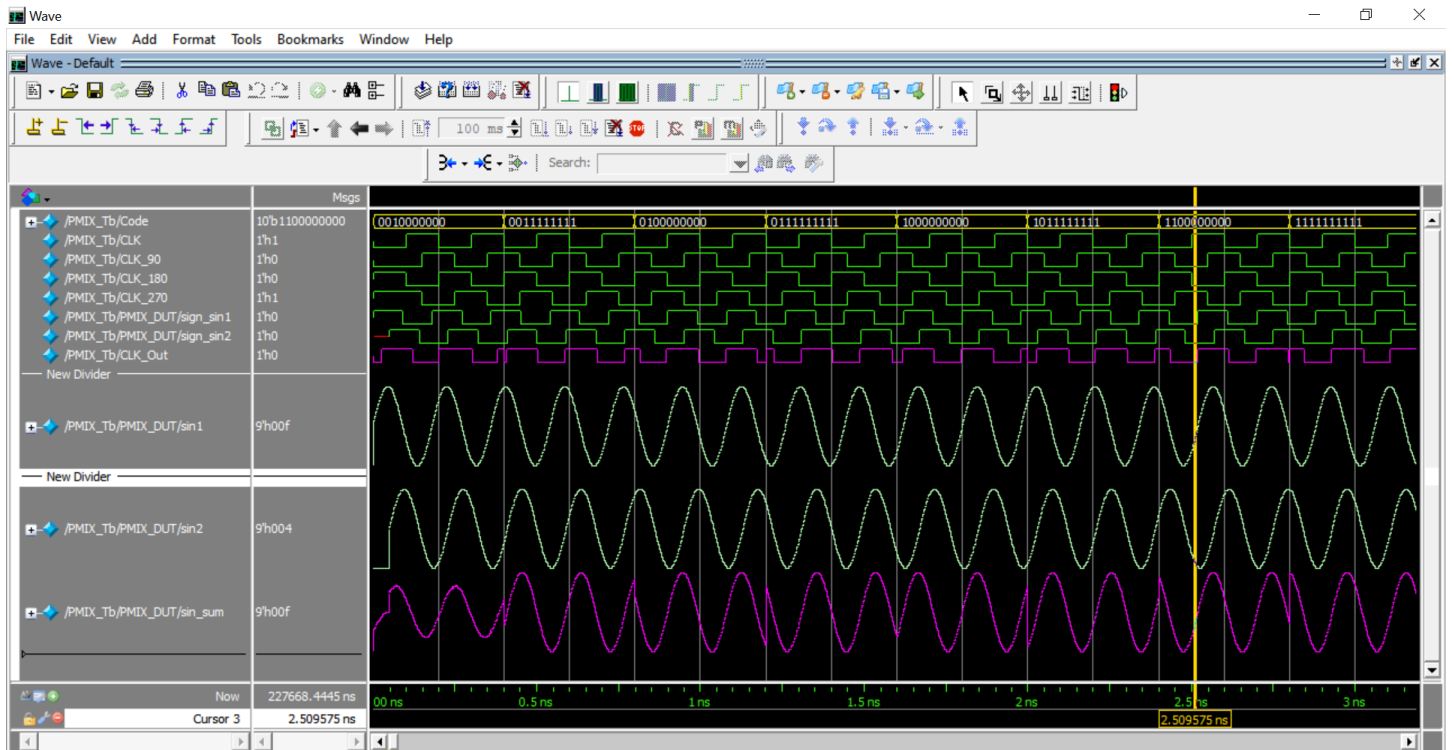 Wave
File Edit View Add Format Tools Bookmarks Window Help
Wave - Default
100 ms
STOP
Search:
Msgs
/PMIX_Tb/Code 10'b1100000000 0010000000 0011111111 0100000000 0111111111 1000000000 1011111111 1100000000 1111111111
/PMIX_Tb/CLK 1'h1
/PMIX_Tb/CLK_90 1'h0
/PMIX_Tb/CLK_180 1'h0
/PMIX_Tb/CLK_270 1'h1
/PMIX_Tb/PMIX_DUT/sign_sin1 1'h0
/PMIX_Tb/PMIX_DUT/sign_sin2 1'h0
/PMIX_Tb/CLK_Out 1'h0
New Divider
/PMIX_Tb/PMIX_DUT/sin1 9'h00f
New Divider
/PMIX_Tb/PMIX_DUT/sin2 9'h004
/PMIX_Tb/PMIX_DUT/sin_sum 9'h00f
Now 227668.4445 ns 00 ns 0.5 ns 1 ns 1.5 ns 2 ns 2.5 ns 3 ns
Cursor 3 2.509575 ns 2.509575 ns